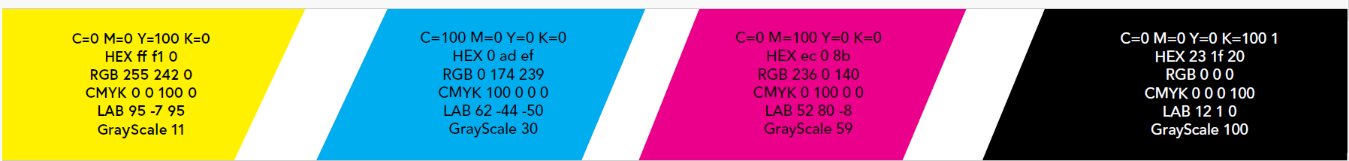 C=0 M=0 Y=100 K=0
HEX ff f1 0
RGB 255 242 0
CMYK 0 0 100 0
LAB 95 -7 95
GrayScale 11
C=100 M=0 Y=0 K=0
HEX 0 ad ef
RGB 0 174 239
CMYK 100 0 0 0
LAB 62 -44 -50
GrayScale 30
C=0 M=100 Y=0 K=0
HEX ec 0 8b
RGB 236 0 140
CMYK 0 100 0 0
LAB 52 80 -8
GrayScale 59
C=0 M=0 Y=0 K=100 1
HEX 23 1f 20
RGB 0 0 0
CMYK 0 0 0 100
LAB 12 1 0
GrayScale 100